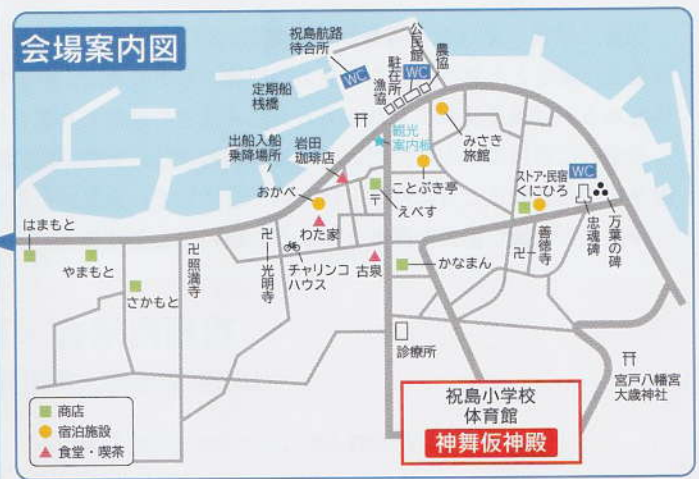 会場案内図
祝島航路
待合所
WC
定期船
桟橋
公民館
農協
駐在所
WC
漁協
観光
案内板
みさき
旅館
出船入船
乗降場所
岩田
珈琲店
おかべ
わた家
〒
えべす
ことぶき亭
ストア・民宿
くにひろ
WC
忠魂碑
万葉の碑
はまもと
やまもと
さかもと
卍照満寺
卍光明寺
チャリンコ
ハウス
古泉
かなまん
卍
善徳寺
診療所
宮戸八幡宮
大歳神社
祝島小学校
体育館
神舞仮神殿
商店
宿泊施設
食堂・喫茶